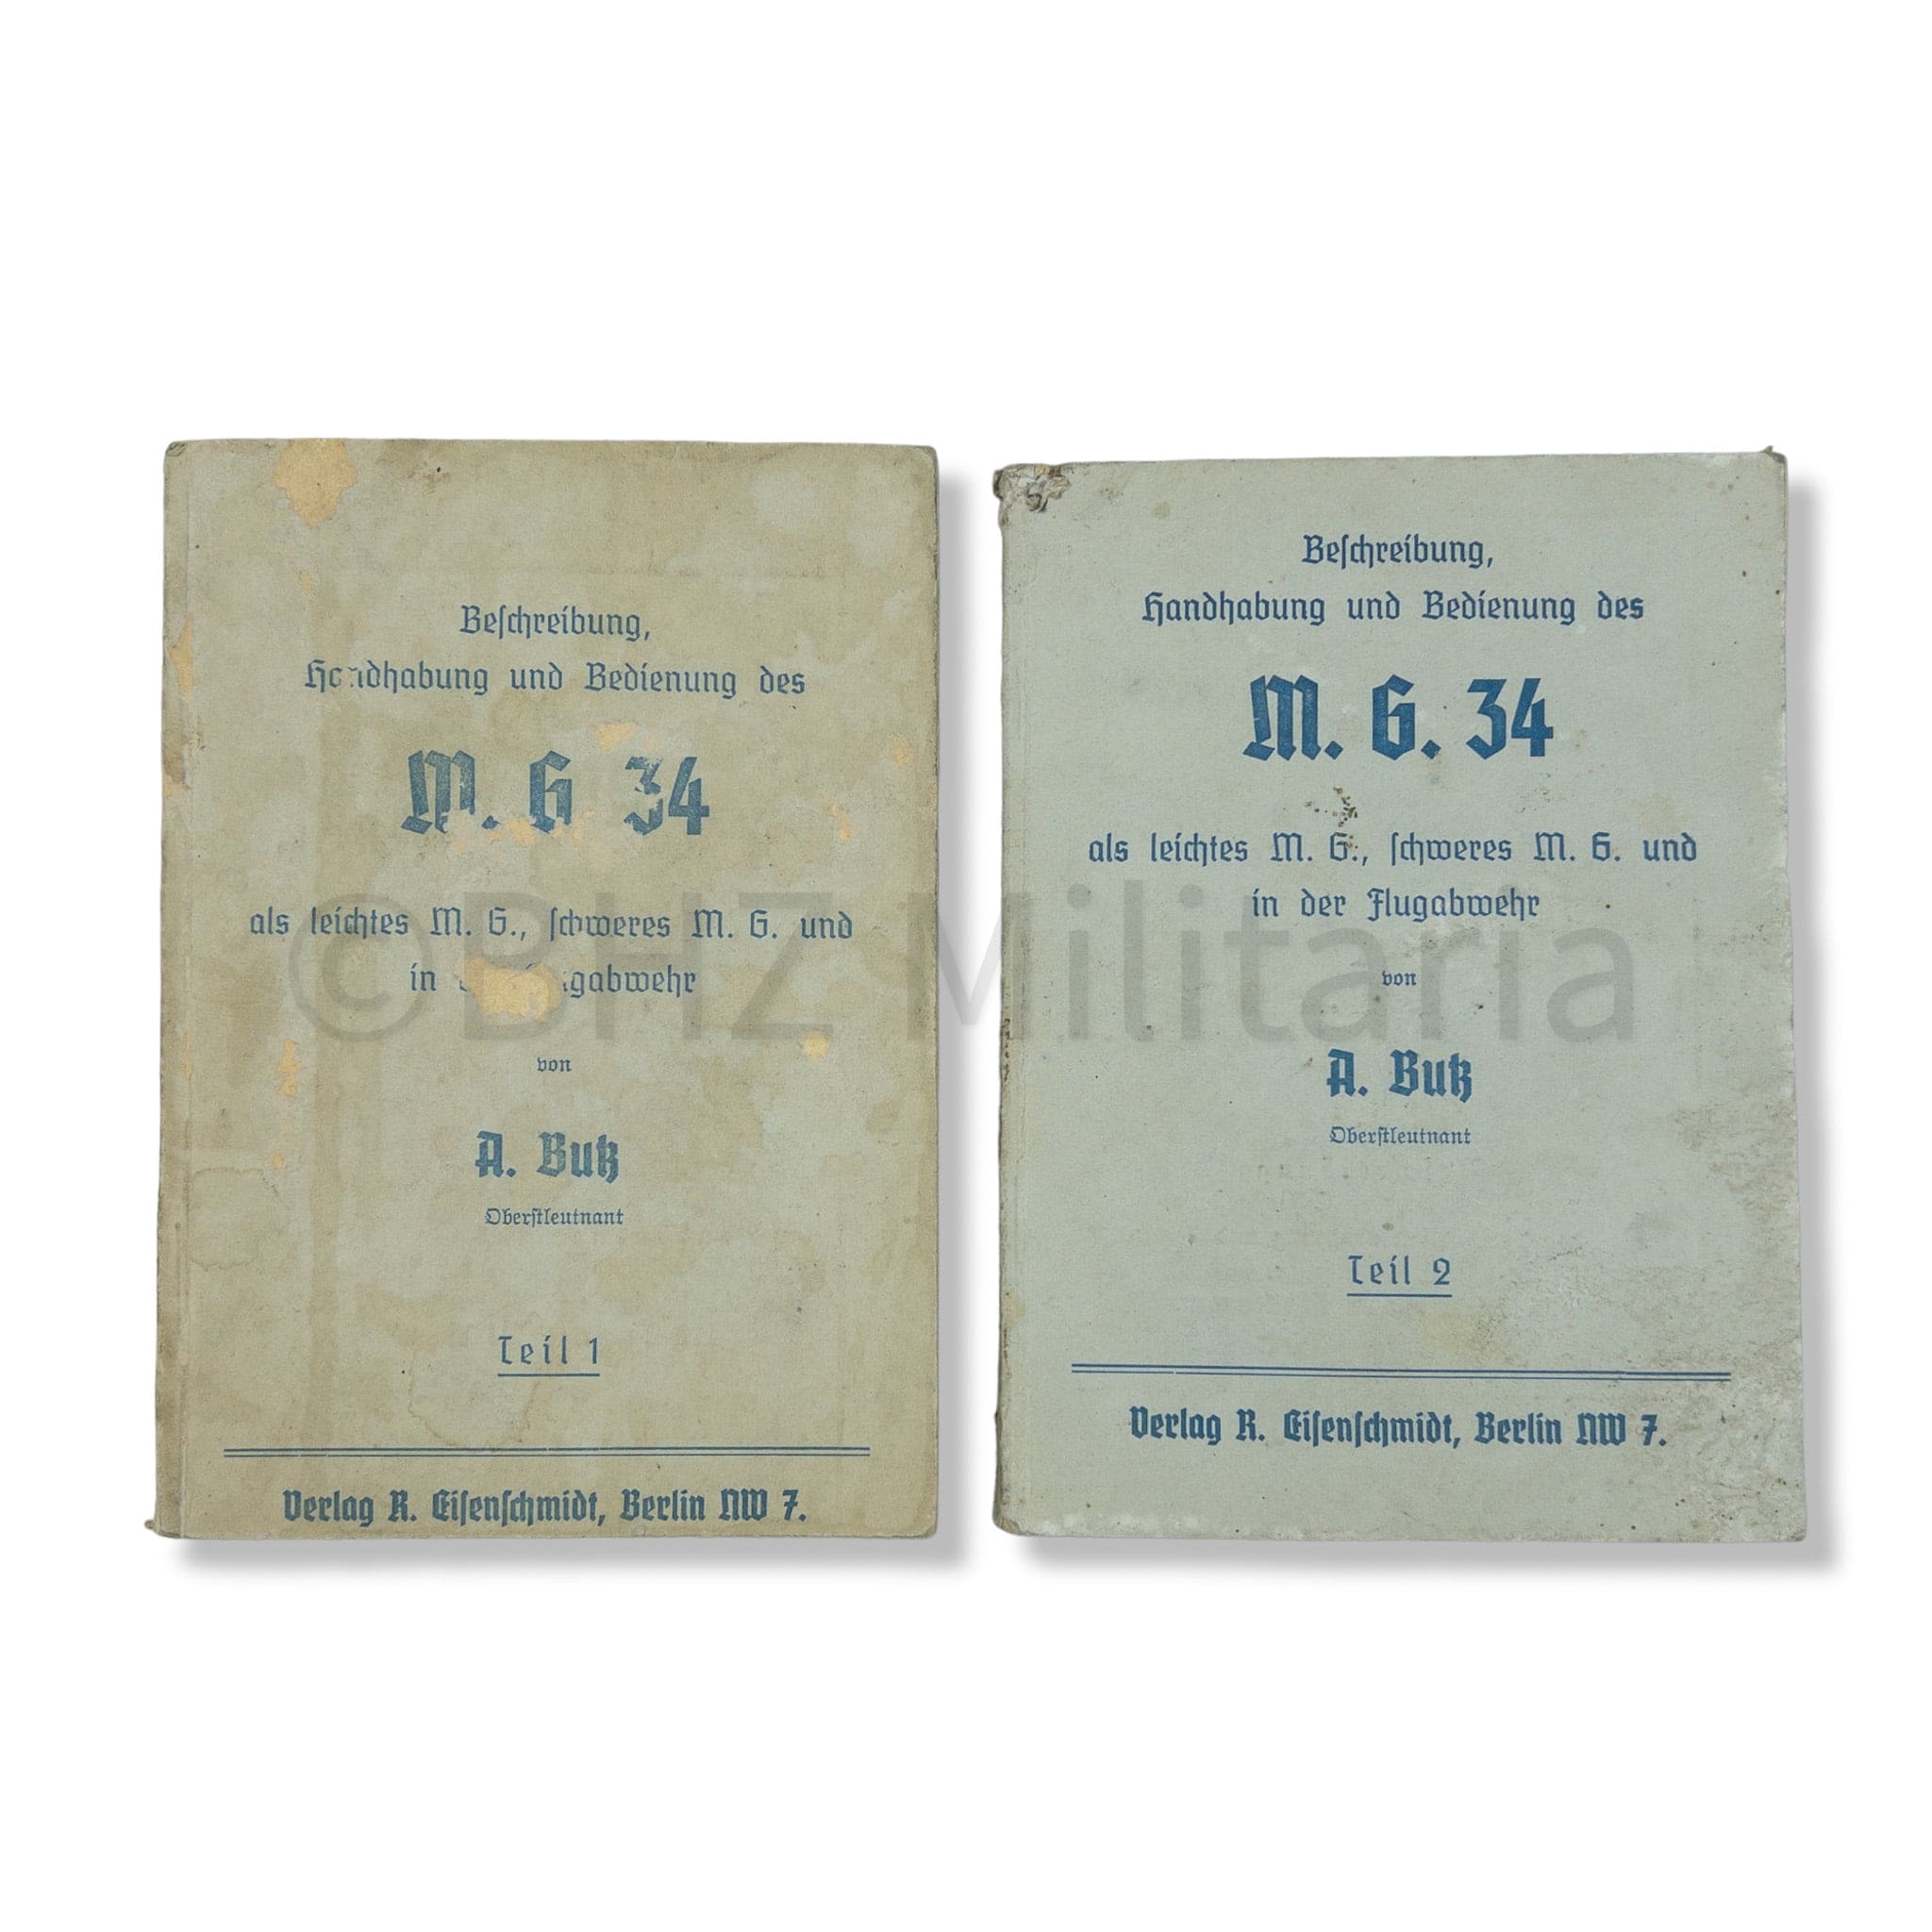 Beſchreibung,
Handhabung und Bedienung des
M. G. 34
als leichtes M. G., ſchweres M. G. und
in
von
A. Butz
Oberſtleutnant
Teil 1
Verlag R. Eiſenſchmidt, Berlin NW 7.
Beſchreibung,
Handhabung und Bedienung des
M. G. 34
als leichtes M. G., ſchweres M. G. und
in der Flugabwehr
von
A. Butz
Oberſtleutnant
Teil 2
Verlag R. Eiſenſchmidt, Berlin NW 7.
©BHZ Militaria